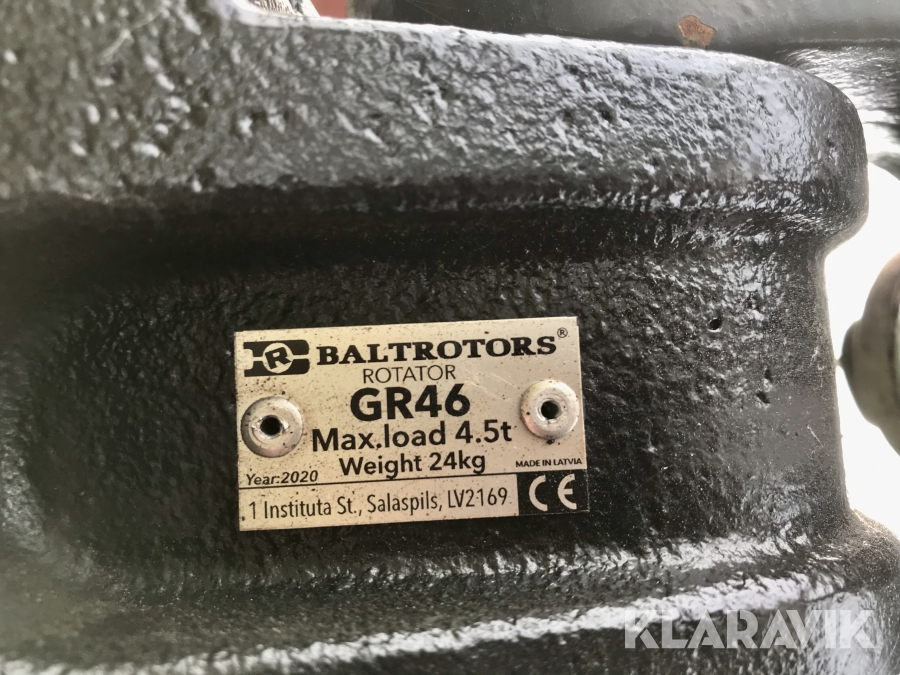 R BALTROTORS®
ROTATOR
GR46
Max.load 4.5t
Weight 24kg
Year:2020
MADE IN LATVIA
1 Instituta St., Salaspils, LV2169
CE
KLARAVIK